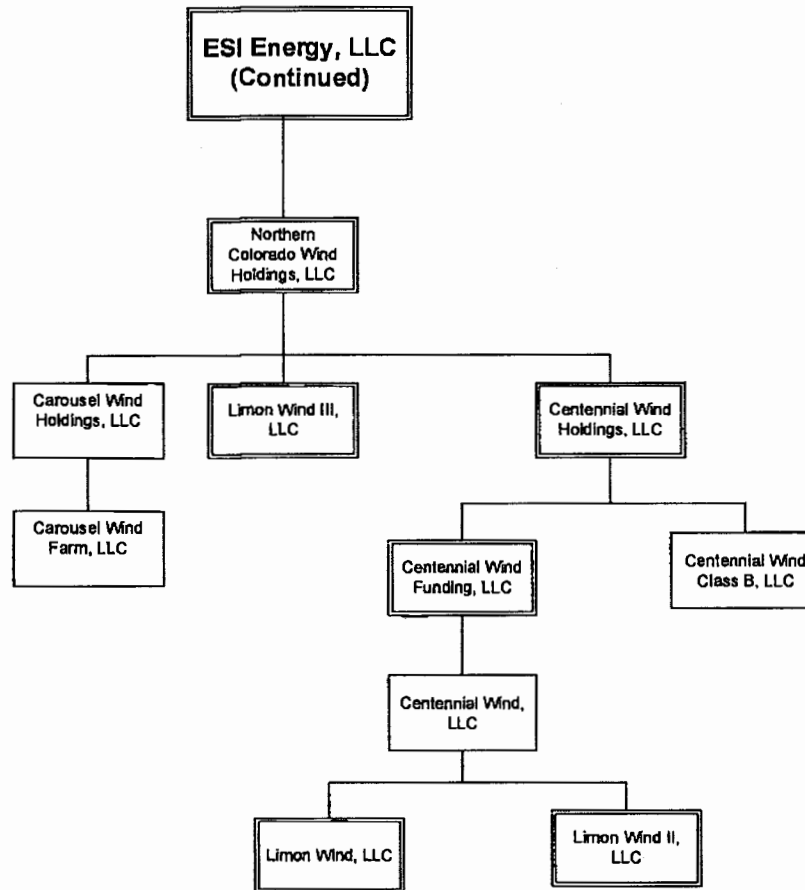 ESI Energy, LLC
(Continued)
Northern
Colorado Wind
Holdings, LLC
Carousel Wind
Holdings, LLC
Limon Wind III,
LLC
Centennial Wind
Holdings, LLC
Carousel Wind
Farm, LLC
Centennial Wind
Funding, LLC
Centennial Wind
Class B, LLC
Centennial Wind,
LLC
Limon Wind, LLC
Limon Wind II,
LLC